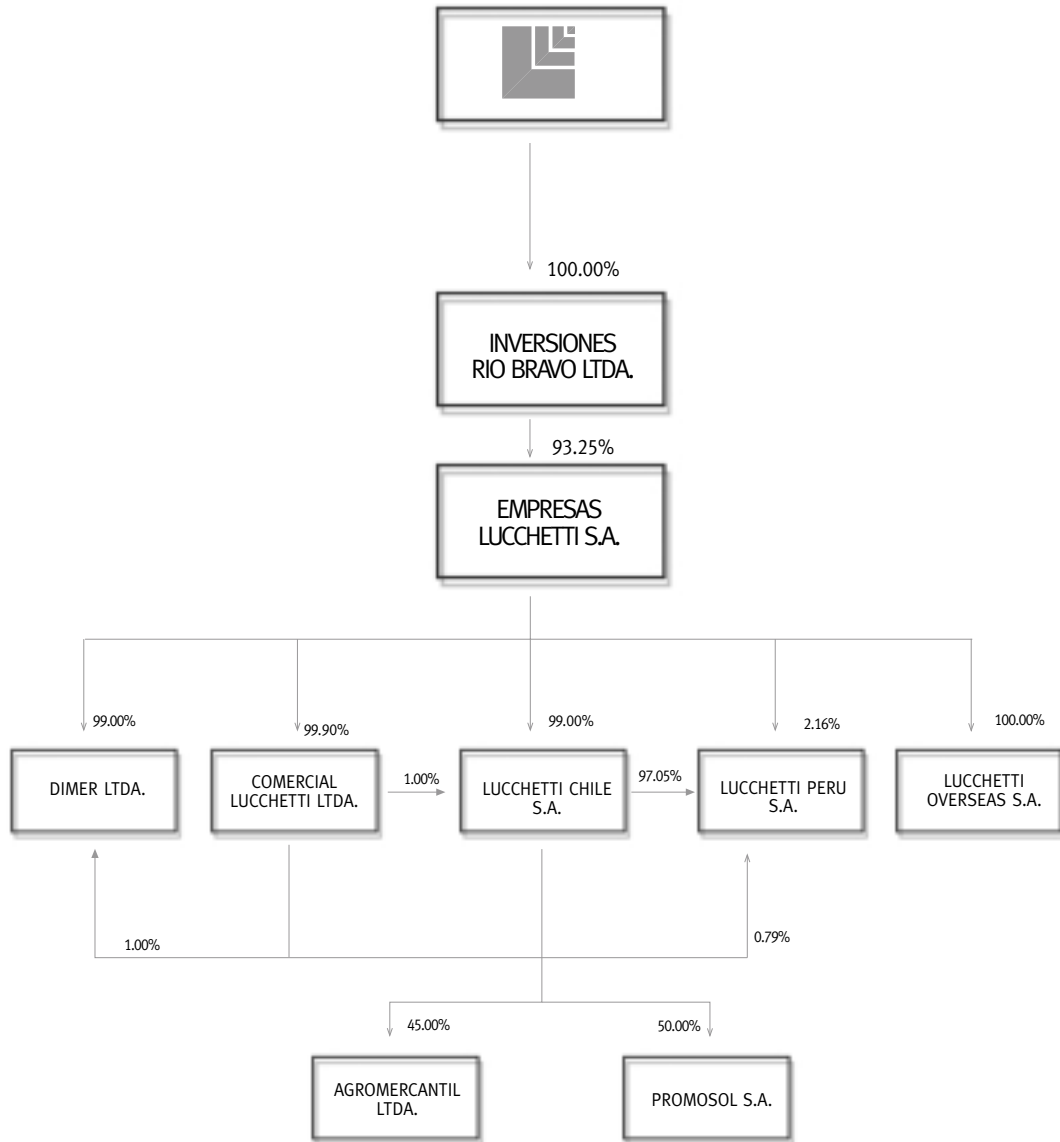 100.00%
INVERSIONES
RIO BRAVO LTDA.
93.25%
EMPRESAS
LUCCHETTI S.A.
99.00%
99.90%
99.00%
2.16%
100.00%
DIMER LTDA.
COMERCIAL
LUCCHETTI LTDA.
1.00%
LUCCHETTI CHILE
S.A.
97.05%
LUCCHETTI PERU
S.A.
LUCCHETTI
OVERSEAS S.A.
1.00%
0.79%
45.00%
50.00%
AGROMERCANTIL
LTDA.
PROMOSOL S.A.